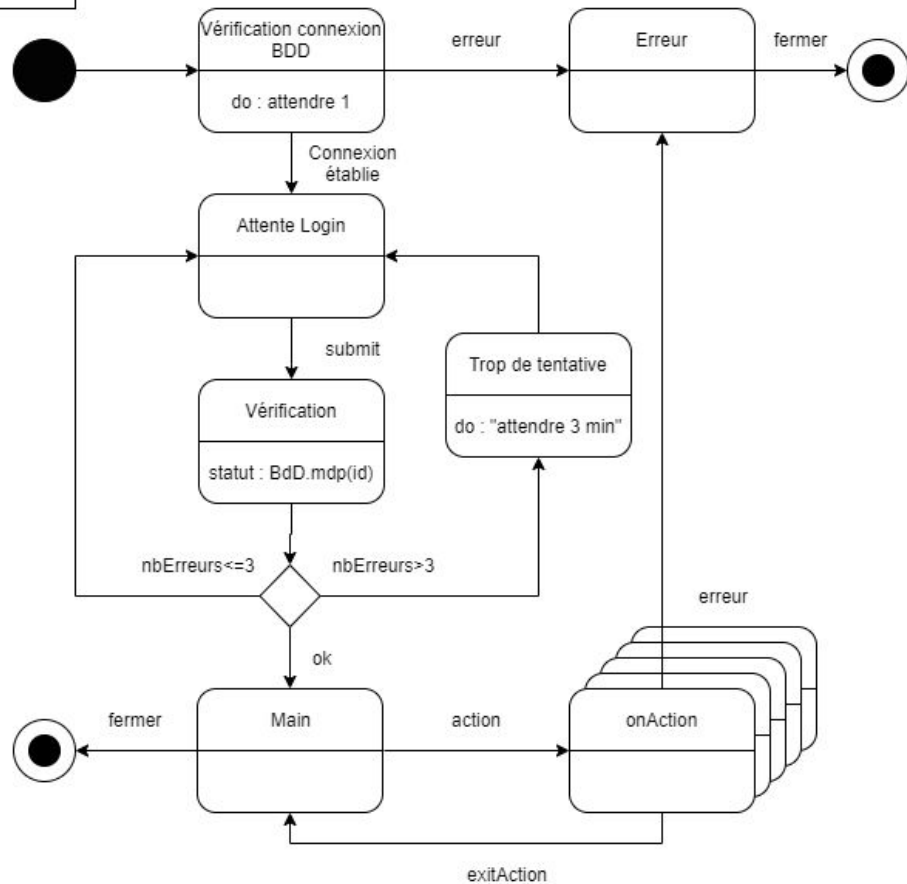 Vérification connexion
BDD
do : attendre 1
erreur
Erreur
fermer
Connexion
établie
Attente Login
submit
Trop de tentative
do : "attendre 3 min"
Vérification
statut : BdD.mdp(id)
nbErreurs<=3
nbErreurs>3
erreur
ok
fermer
Main
action
onAction
exitAction